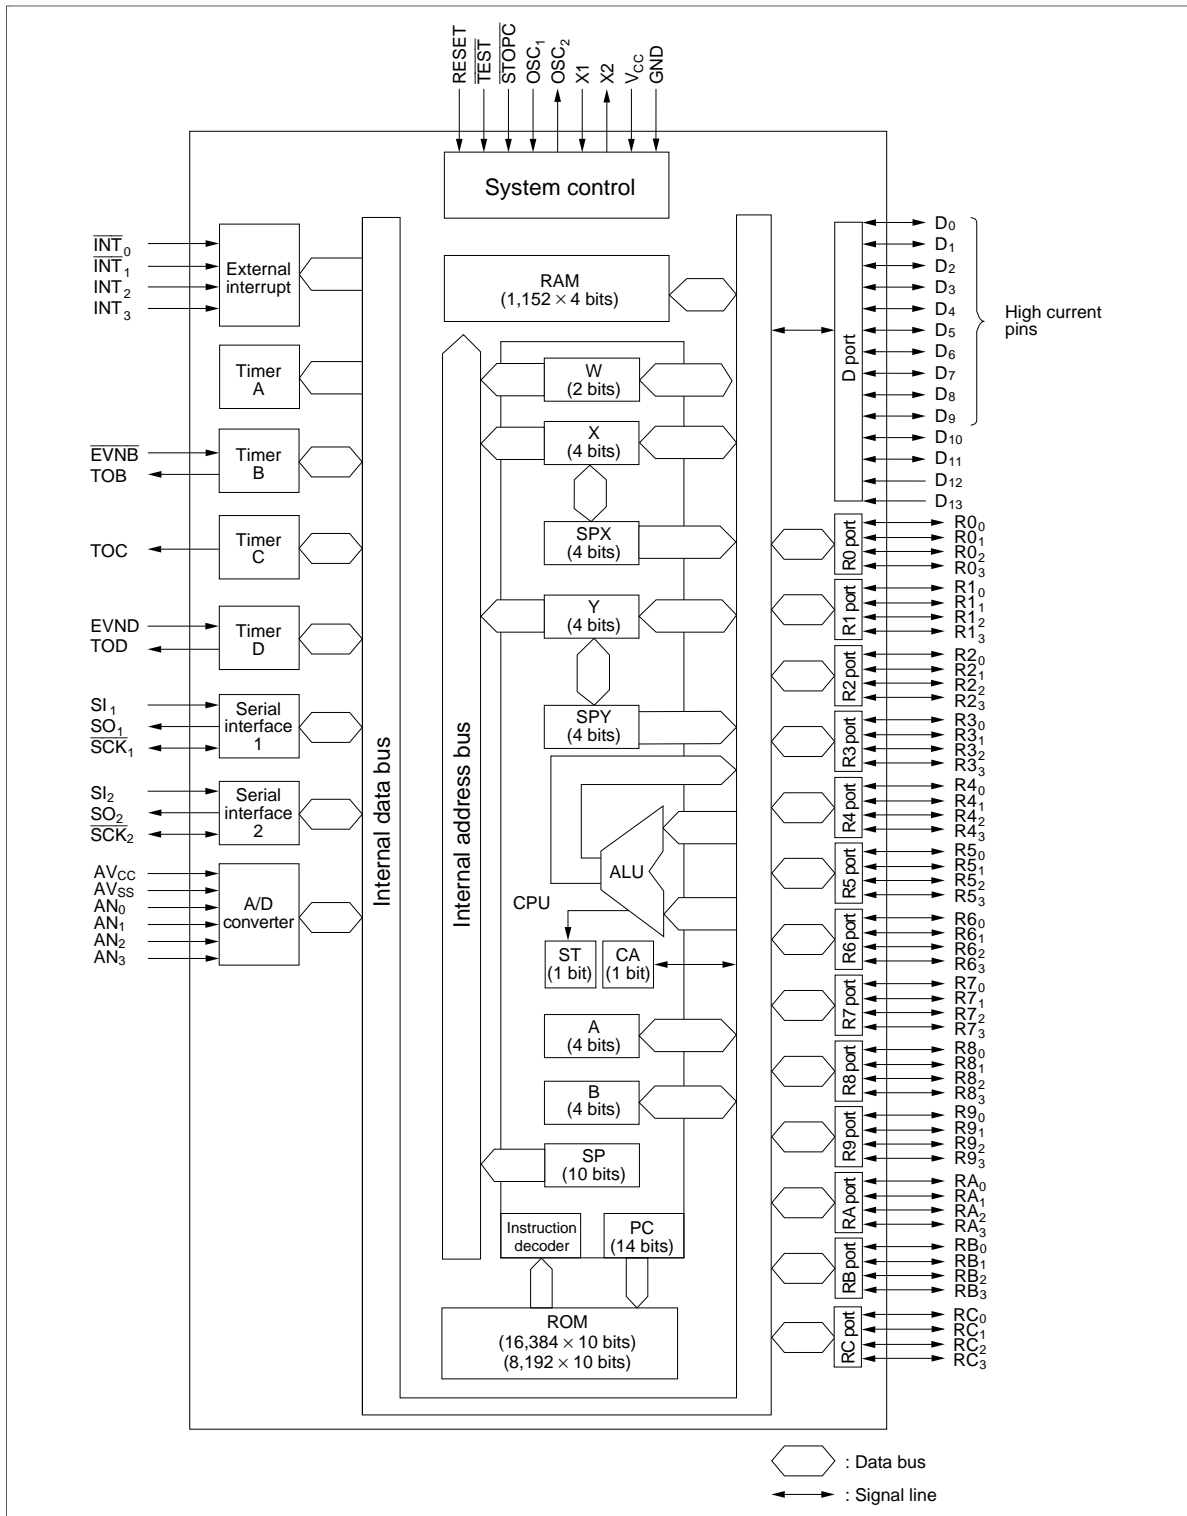 RESET
TEST
STOPC
OSC1
OSC2
X1
X2
VCC
GND
System control
INT0
INT1
INT2
INT3
External
interrupt
Timer
A
EVNB
TOB
Timer
B
TOC
Timer
C
EVND
TOD
Timer
D
SI1
SO1
SCK1
Serial
interface
1
SI2
SO2
SCK2
Serial
interface
2
AVCC
AVSS
AN0
AN1
AN2
AN3
A/D
converter
Internal data bus
Internal address bus
RAM
(1,152 × 4 bits)
W
(2 bits)
X
(4 bits)
SPX
(4 bits)
Y
(4 bits)
SPY
(4 bits)
ALU
CPU
ST
(1 bit)
CA
(1 bit)
A
(4 bits)
B
(4 bits)
SP
(10 bits)
Instruction
decoder
PC
(14 bits)
ROM
(16,384 × 10 bits)
(8,192 × 10 bits)
D port
D0
D1
D2
D3
D4
D5
D6
D7
D8
D9
D10
D11
D12
D13
High current
pins
R0 port
R00
R01
R02
R03
R1 port
R10
R11
R12
R13
R2 port
R20
R21
R22
R23
R3 port
R30
R31
R32
R33
R4 port
R40
R41
R42
R43
R5 port
R50
R51
R52
R53
R6 port
R60
R61
R62
R63
R7 port
R70
R71
R72
R73
R8 port
R80
R81
R82
R83
R9 port
R90
R91
R92
R93
RA port
RA0
RA1
RA2
RA3
RB port
RB0
RB1
RB2
RB3
RC port
RC0
RC1
RC2
RC3
: Data bus
: Signal line